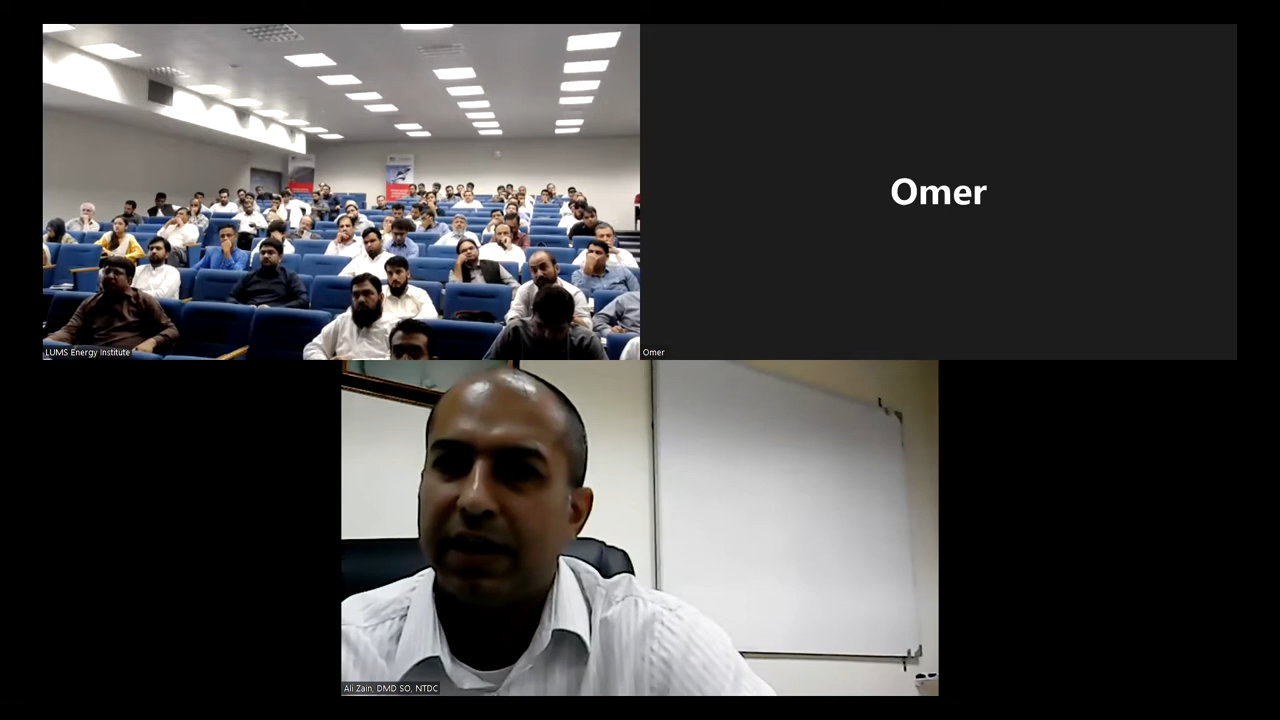 Omer
LUMS Energy Institute
Omer
Ali Zain, DMD SO, NTDC